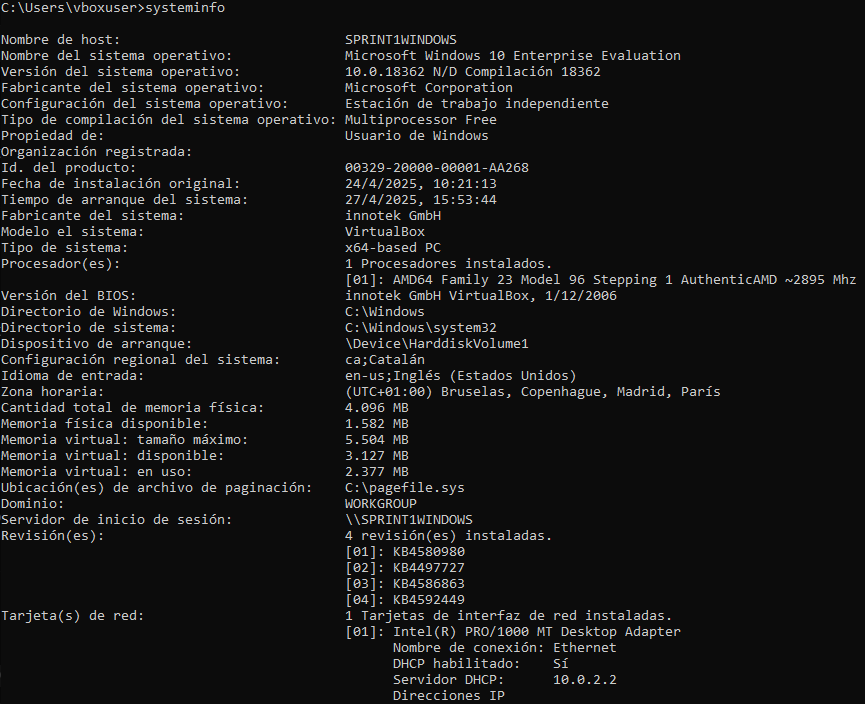 C:\Users\vboxuser>systeminfo
Nombre de host: SPRINT1WINDOWS
Nombre del sistema operativo: Microsoft Windows 10 Enterprise Evaluation
Versión del sistema operativo: 10.0.18362 N/D Compilación 18362
Fabricante del sistema operativo: Microsoft Corporation
Configuración del sistema operativo: Estación de trabajo independiente
Tipo de compilación del sistema operativo: Multiprocessor Free
Propiedad de: Usuario de Windows
Organización registrada:
Id. del producto: 00329-20000-00001-AA268
Fecha de instalación original: 24/4/2025, 10:21:13
Tiempo de arranque del sistema: 27/4/2025, 15:53:44
Fabricante del sistema: innotek GmbH
Modelo el sistema: VirtualBox
Tipo de sistema: x64-based PC
Procesador(es): 1 Procesadores instalados.
[01]: AMD64 Family 23 Model 96 Stepping 1 AuthenticAMD ~2895 Mhz
Versión del BIOS: innotek GmbH VirtualBox, 1/12/2006
Directorio de Windows: C:\Windows
Directorio de sistema: C:\Windows\system32
Dispositivo de arranque: \Device\HarddiskVolume1
Configuración regional del sistema: ca;Catalán
Idioma de entrada: en-us;Inglés (Estados Unidos)
Zona horaria: (UTC+01:00) Bruselas, Copenhague, Madrid, París
Cantidad total de memoria física: 4.096 MB
Memoria física disponible: 1.582 MB
Memoria virtual: tamaño máximo: 5.504 MB
Memoria virtual: disponible: 3.127 MB
Memoria virtual: en uso: 2.377 MB
Ubicación(es) de archivo de paginación: C:\pagefile.sys
Dominio: WORKGROUP
Servidor de inicio de sesión: \\SPRINT1WINDOWS
Revisión(es): 4 revisión(es) instaladas.
[01]: KB4580980
[02]: KB4497727
[03]: KB4586863
[04]: KB4592449
Tarjeta(s) de red: 1 Tarjetas de interfaz de red instaladas.
[01]: Intel(R) PRO/1000 MT Desktop Adapter
Nombre de conexión: Ethernet
DHCP habilitado: Sí
Servidor DHCP: 10.0.2.2
Direcciones IP